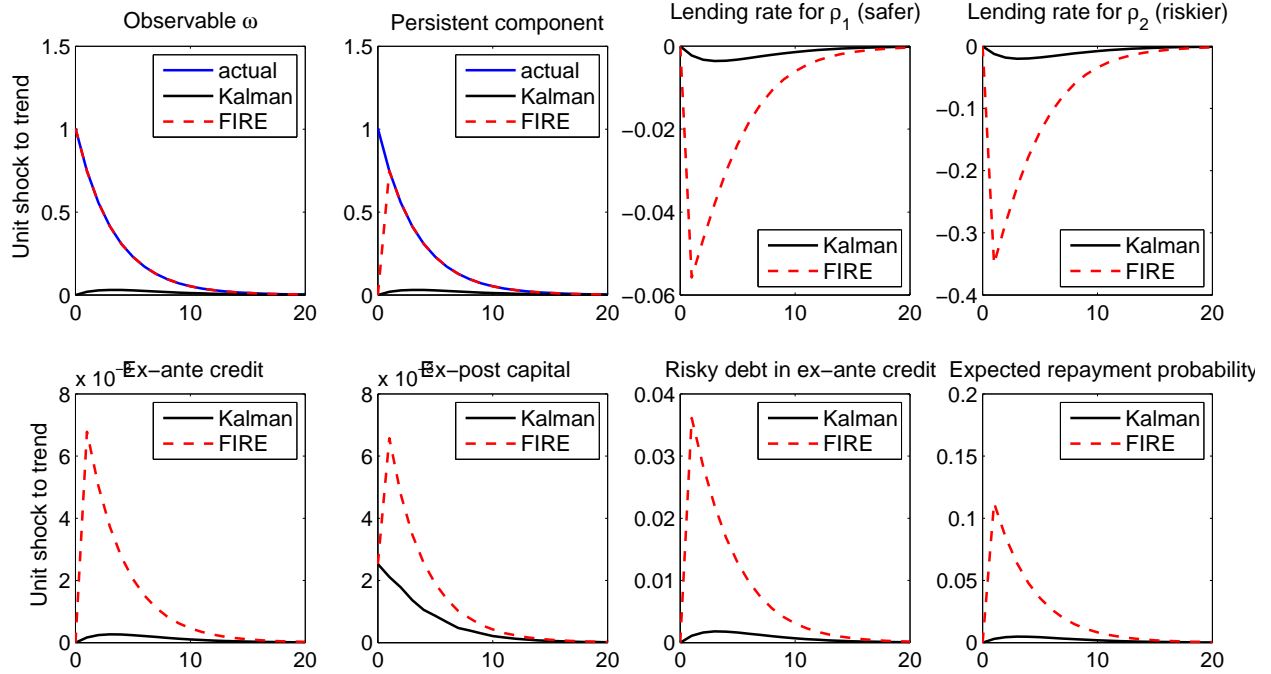 Observable ω
Unit shock to trend
1.5
1
0.5
0
0 10 20
actual
Kalman
FIRE
Persistent component
1.5
1
0.5
0
0 10 20
actual
Kalman
FIRE
Lending rate for ρ_1 (safer)
0
−0.02
−0.04
−0.06
0 10 20
Kalman
FIRE
Lending rate for ρ_2 (riskier)
0
−0.1
−0.2
−0.3
−0.4
0 10 20
Kalman
FIRE
Ex−ante credit
x 10
Unit shock to trend
8
6
4
2
0
0 10 20
Kalman
FIRE
Ex−post capital
x 10
8
6
4
2
0
0 10 20
Kalman
FIRE
Risky debt in ex−ante credit
0.04
0.03
0.02
0.01
0
0 10 20
Kalman
FIRE
Expected repayment probability
0.2
0.15
0.1
0.05
0
0 10 20
Kalman
FIRE